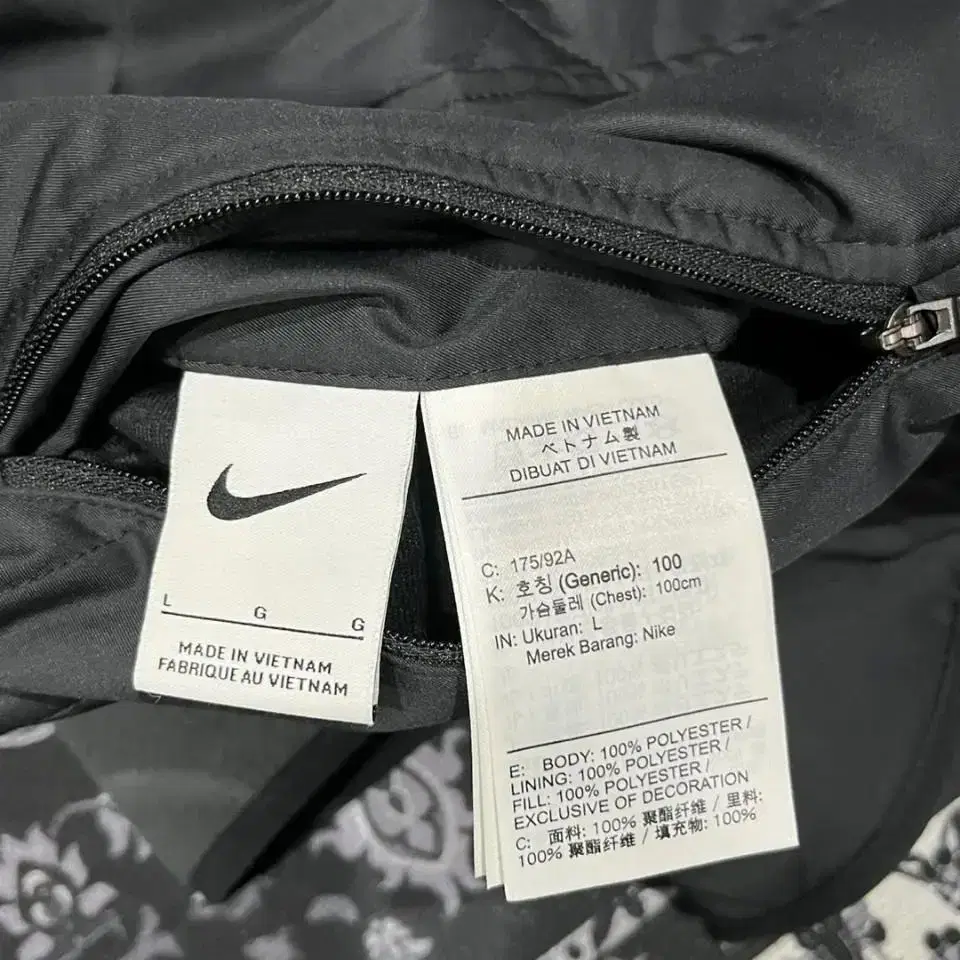 L G G
MADE IN VIETNAM
FABRIQUE AU VIETNAM
MADE IN VIETNAM
ベトナム製
DIBUAT DI VIETNAM
C: 175/92A
K: 호칭 (Generic): 100
가슴둘레 (Chest): 100cm
IN: Ukuran: L
Merek Barang: Nike
E: BODY: 100% POLYESTER /
LINING: 100% POLYESTER /
FILL: 100% POLYESTER /
EXCLUSIVE OF DECORATION
C: 面料: 100% 聚酯纤维 / 里料:
100% 聚酯纤维 / 填充物: 100%